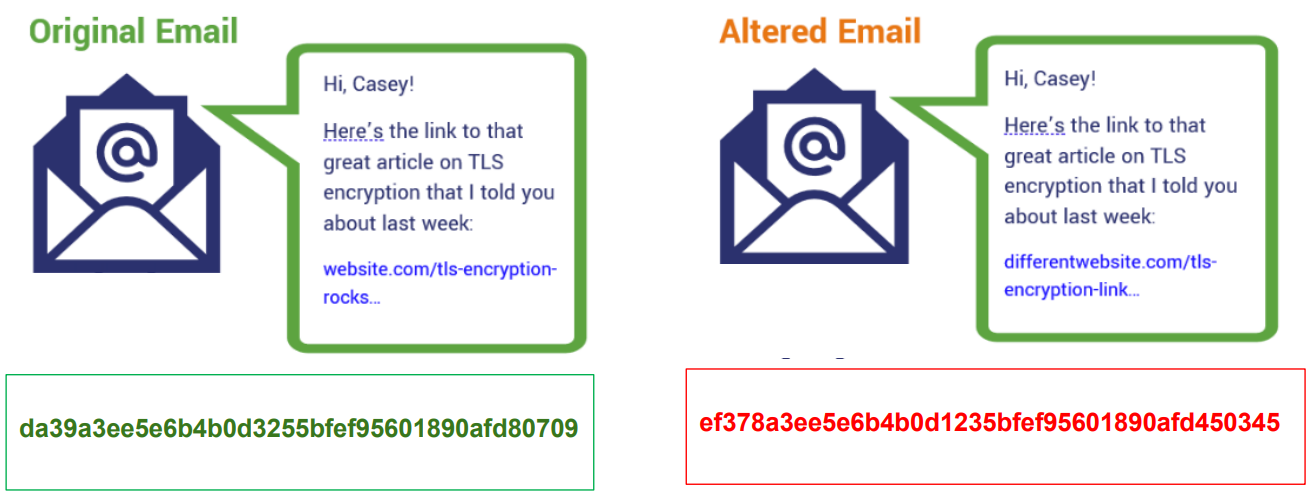 Original Email
Hi, Casey!
Here's the link to that
great article on TLS
encryption that I told you
about last week:
website.com/tls-encryption-
rocks...
da39a3ee5e6b4b0d3255bfef95601890afd80709
Altered Email
Hi, Casey!
Here's the link to that
great article on TLS
encryption that I told you
about last week:
differentwebsite.com/tls-
encryption-link...
ef378a3ee5e6b4b0d1235bfef95601890afd450345